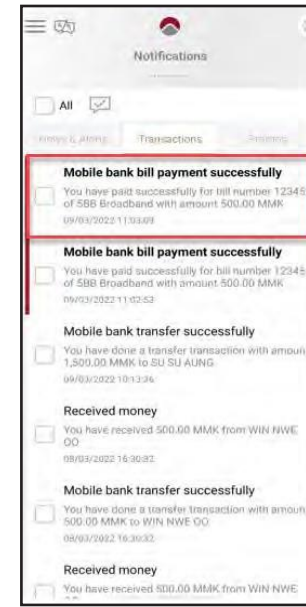 Notifications
All
Transactions
Mobile bank bill payment successfully
You have paid successfully for bill number 12345
of 5BB Broadband with amount 500.00 MMK
09/03/2022 11:03:09
Mobile bank bill payment successfully
You have paid successfully for bill number 12345
of 5BB Broadband with amount 500.00 MMK
09/03/2022 11:02:53
Mobile bank transfer successfully
You have done a transfer transaction with amoun
1,500.00 MMK to SU SU AUNG
09/03/2022 10:13:36
Received money
You have received 500.00 MMK from WIN NWE
OO
08/03/2022 16:30:32
Mobile bank transfer successfully
You have done a transfer transaction with amoun
500.00 MMK to WIN NWE OO
08/03/2022 16:30:32
Received money
You have received 500.00 MMK from WIN NWE